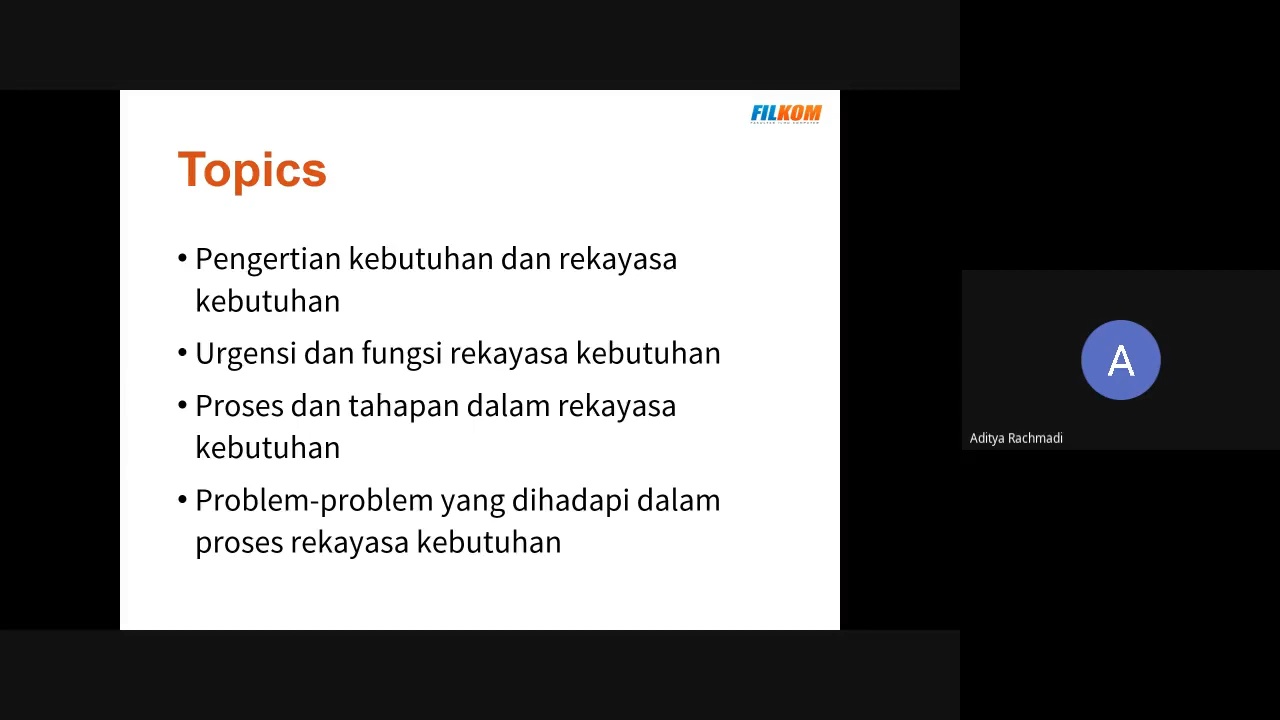 FILKOM
Topics
• Pengertian kebutuhan dan rekayasa
kebutuhan
• Urgensi dan fungsi rekayasa kebutuhan
• Proses dan tahapan dalam rekayasa
kebutuhan
• Problem-problem yang dihadapi dalam
proses rekayasa kebutuhan
A
Aditya Rachmadi